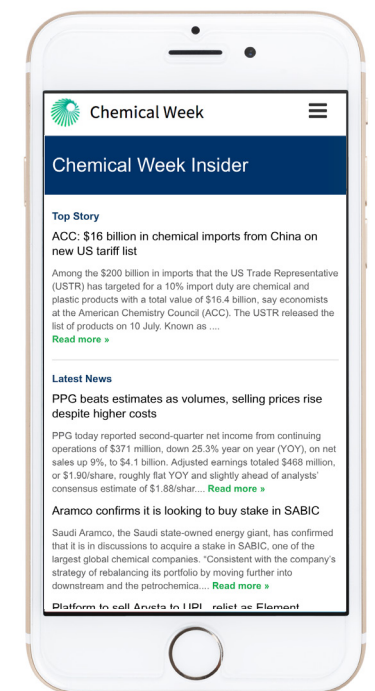 Chemical Week
Chemical Week Insider
Top Story
ACC: $16 billion in chemical imports from China on
new US tariff list
Among the $200 billion in imports that the US Trade Representative
(USTR) has targeted for a 10% import duty are chemical and
plastic products with a total value of $16.4 billion, say economists
at the American Chemistry Council (ACC). The USTR released the
list of products on 10 July. Known as ....
Read more »
Latest News
PPG beats estimates as volumes, selling prices rise
despite higher costs
PPG today reported second-quarter net income from continuing
operations of $371 million, down 25.3% year on year (YOY), on net
sales up 9%, to $4.1 billion. Adjusted earnings totaled $468 million,
or $1.90/share, roughly flat YOY and slightly ahead of analysts'
consensus estimate of $1.88/shar.... Read more »
Aramco confirms it is looking to buy stake in SABIC
Saudi Aramco, the Saudi state-owned energy giant, has confirmed
that it is in discussions to acquire a stake in SABIC, one of the
largest global chemical companies. “Consistent with the company's
strategy of rebalancing its portfolio by moving further into
downstream and the petrochemica.... Read more »
Platform to sell Arysta to UPL, relist as Element